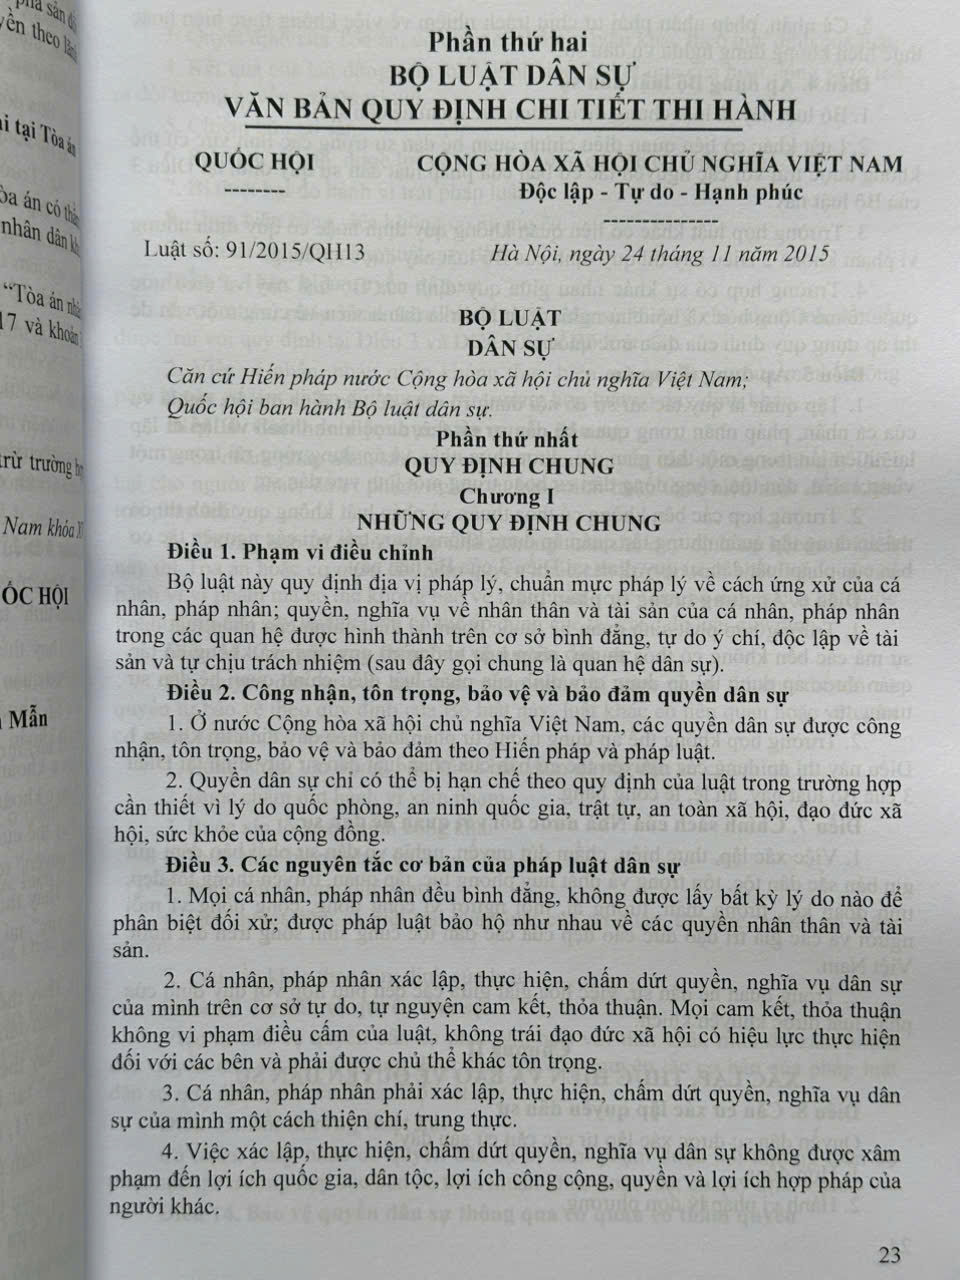 Phần thứ hai
BỘ LUẬT DÂN SỰ
VĂN BẢN QUY ĐỊNH CHI TIẾT THI HÀNH
QUỐC HỘI
--------
CỘNG HÒA XÃ HỘI CHỦ NGHĨA VIỆT NAM
Độc lập - Tự do - Hạnh phúc
---------------
Luật số: 91/2015/QH13
Hà Nội, ngày 24 tháng 11 năm 2015
BỘ LUẬT
DÂN SỰ
Căn cứ Hiến pháp nước Cộng hòa xã hội chủ nghĩa Việt Nam;
Quốc hội ban hành Bộ luật dân sự.
Phần thứ nhất
QUY ĐỊNH CHUNG
Chương I
NHỮNG QUY ĐỊNH CHUNG
Điều 1. Phạm vi điều chỉnh
Bộ luật này quy định địa vị pháp lý, chuẩn mực pháp lý về cách ứng xử của cá
nhân, pháp nhân; quyền, nghĩa vụ về nhân thân và tài sản của cá nhân, pháp nhân
trong các quan hệ được hình thành trên cơ sở bình đẳng, tự do ý chí, độc lập về tài
sản và tự chịu trách nhiệm (sau đây gọi chung là quan hệ dân sự).
Điều 2. Công nhận, tôn trọng, bảo vệ và bảo đảm quyền dân sự
1. Ở nước Cộng hòa xã hội chủ nghĩa Việt Nam, các quyền dân sự được công
nhận, tôn trọng, bảo vệ và bảo đảm theo Hiến pháp và pháp luật.
2. Quyền dân sự chỉ có thể bị hạn chế theo quy định của luật trong trường hợp
cần thiết vì lý do quốc phòng, an ninh quốc gia, trật tự, an toàn xã hội, đạo đức xã
hội, sức khỏe của cộng đồng.
Điều 3. Các nguyên tắc cơ bản của pháp luật dân sự
1. Mọi cá nhân, pháp nhân đều bình đẳng, không được lấy bất kỳ lý do nào để
phân biệt đối xử; được pháp luật bảo hộ như nhau về các quyền nhân thân và tài
sản.
2. Cá nhân, pháp nhân xác lập, thực hiện, chấm dứt quyền, nghĩa vụ dân sự
của mình trên cơ sở tự do, tự nguyện cam kết, thỏa thuận. Mọi cam kết, thỏa thuận
không vi phạm điều cấm của luật, không trái đạo đức xã hội có hiệu lực thực hiện
đối với các bên và phải được chủ thể khác tôn trọng.
3. Cá nhân, pháp nhân phải xác lập, thực hiện, chấm dứt quyền, nghĩa vụ dân
sự của mình một cách thiện chí, trung thực.
4. Việc xác lập, thực hiện, chấm dứt quyền, nghĩa vụ dân sự không được xâm
phạm đến lợi ích quốc gia, dân tộc, lợi ích công cộng, quyền và lợi ích hợp pháp của
người khác.
23
yền theo
tại Tòa án
òa án có
nhân dân
“Tòa án
17 và khoản
trừ trường
Nam khóa
ỐC HỘI
Mẫn